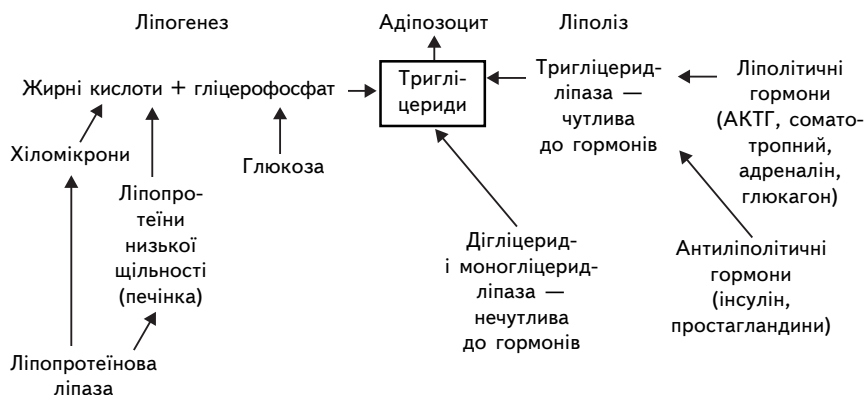 Ліпогенез
Адіпозоцит
Ліполіз
Жирні кислоти + гліцерофосфат
Триглі-
цериди
Тригліцерид-
ліпаза —
чутлива
до гормонів
Ліполітичні
гормони
(АКТГ, сомато-
тропний,
адреналін,
глюкагон)
Хіломікрони
Глюкоза
Ліпопро-
теїни
низької
щільності
(печінка)
Дігліцерид-
і моногліцерид-
ліпаза —
нечутлива
до гормонів
Антиліполітичні
гормони
(інсулін,
простагландини)
Ліпопротеїнова
ліпаза